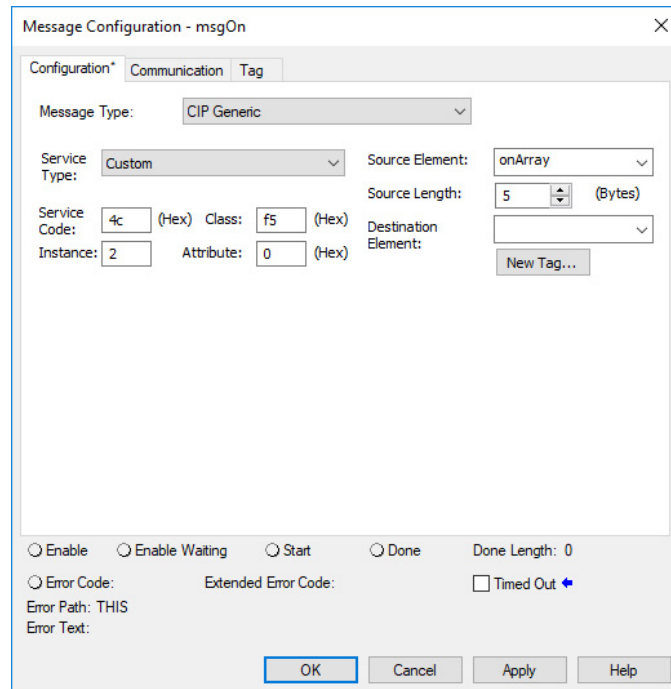 Message Configuration - msgOn
Configuration* Communication Tag
Message Type: CIP Generic
Service Type: Custom
Source Element: onArray
Source Length: 5 (Bytes)
Service Code: 4c (Hex) Class: f5 (Hex)
Destination Element:
Instance: 2 Attribute: 0 (Hex)
New Tag...
Enable Enable Waiting Start Done Done Length: 0
Error Code: Extended Error Code: Timed Out
Error Path: THIS
Error Text:
OK Cancel Apply Help